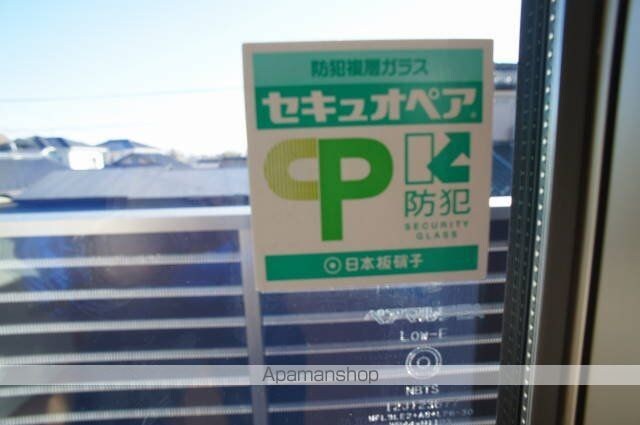 防犯複層ガラス
セキュオペア®
CP
防犯
SECURITY
GLASS
日本板硝子
LOW-E
Apamanshop
NBTS